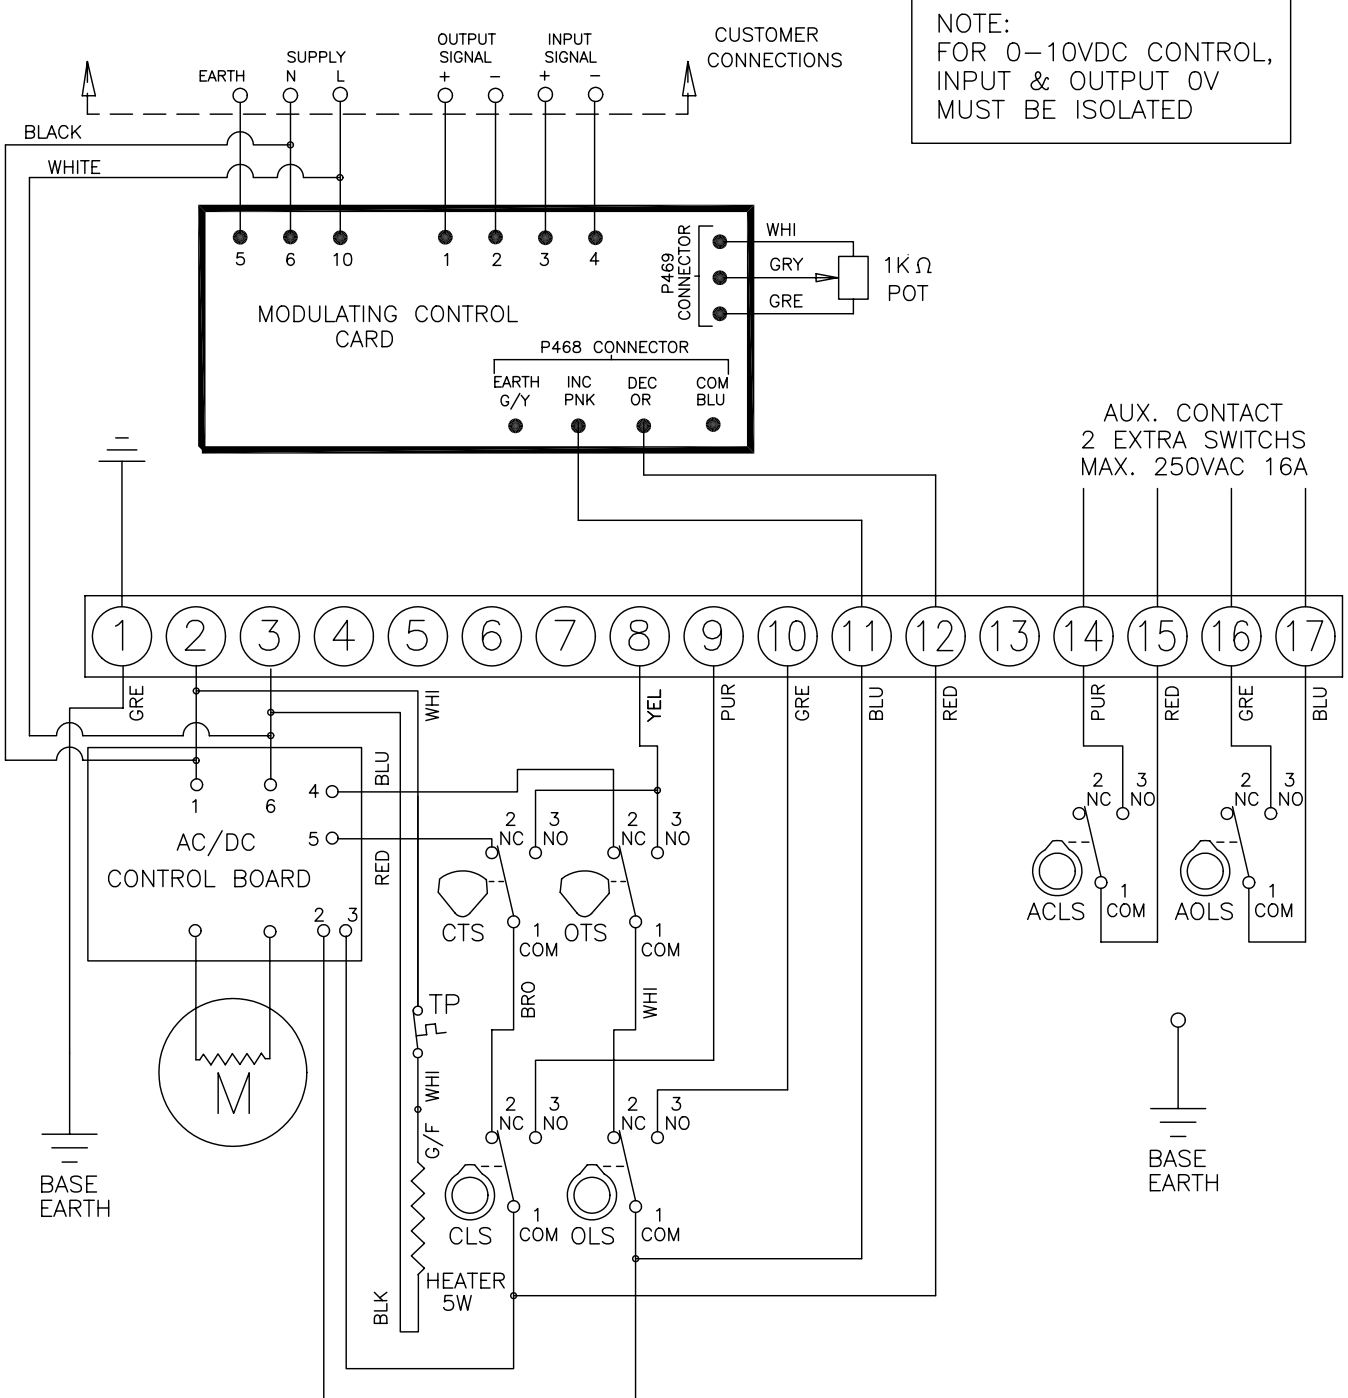 NOTE:
FOR 0-10VDC CONTROL,
INPUT & OUTPUT 0V
MUST BE ISOLATED
CUSTOMER
CONNECTIONS
OUTPUT
SIGNAL
+ -
INPUT
SIGNAL
+ -
SUPPLY
EARTH N L
BLACK
WHITE
5 6 10 1 2 3 4
MODULATING CONTROL
CARD
P469
CONNECTOR
WHI
GRY
GRE
1K Ω
POT
P468 CONNECTOR
EARTH
G/Y
INC
PNK
DEC
OR
COM
BLU
AUX. CONTACT
2 EXTRA SWITCHS
MAX. 250VAC 16A
1 2 3 4 5 6 7 8 9 10 11 12 13 14 15 16 17
GRE
WHI
YEL
PUR
GRE
BLU
RED
PUR
RED
GRE
BLU
1 6
4
5
BLU
RED
AC/DC
CONTROL BOARD
2 3
M
2
NC
3
NO
CTS
1
COM
2
NC
3
NO
OTS
1
COM
2
NC
3
NO
ACLS
1
COM
2
NC
3
NO
AOLS
1
COM
TP
BRO
WHI
WHI
G/F
2
NC
3
NO
CLS
1
COM
2
NC
3
NO
OLS
1
COM
HEATER
5W
BLK
BASE
EARTH
BASE
EARTH